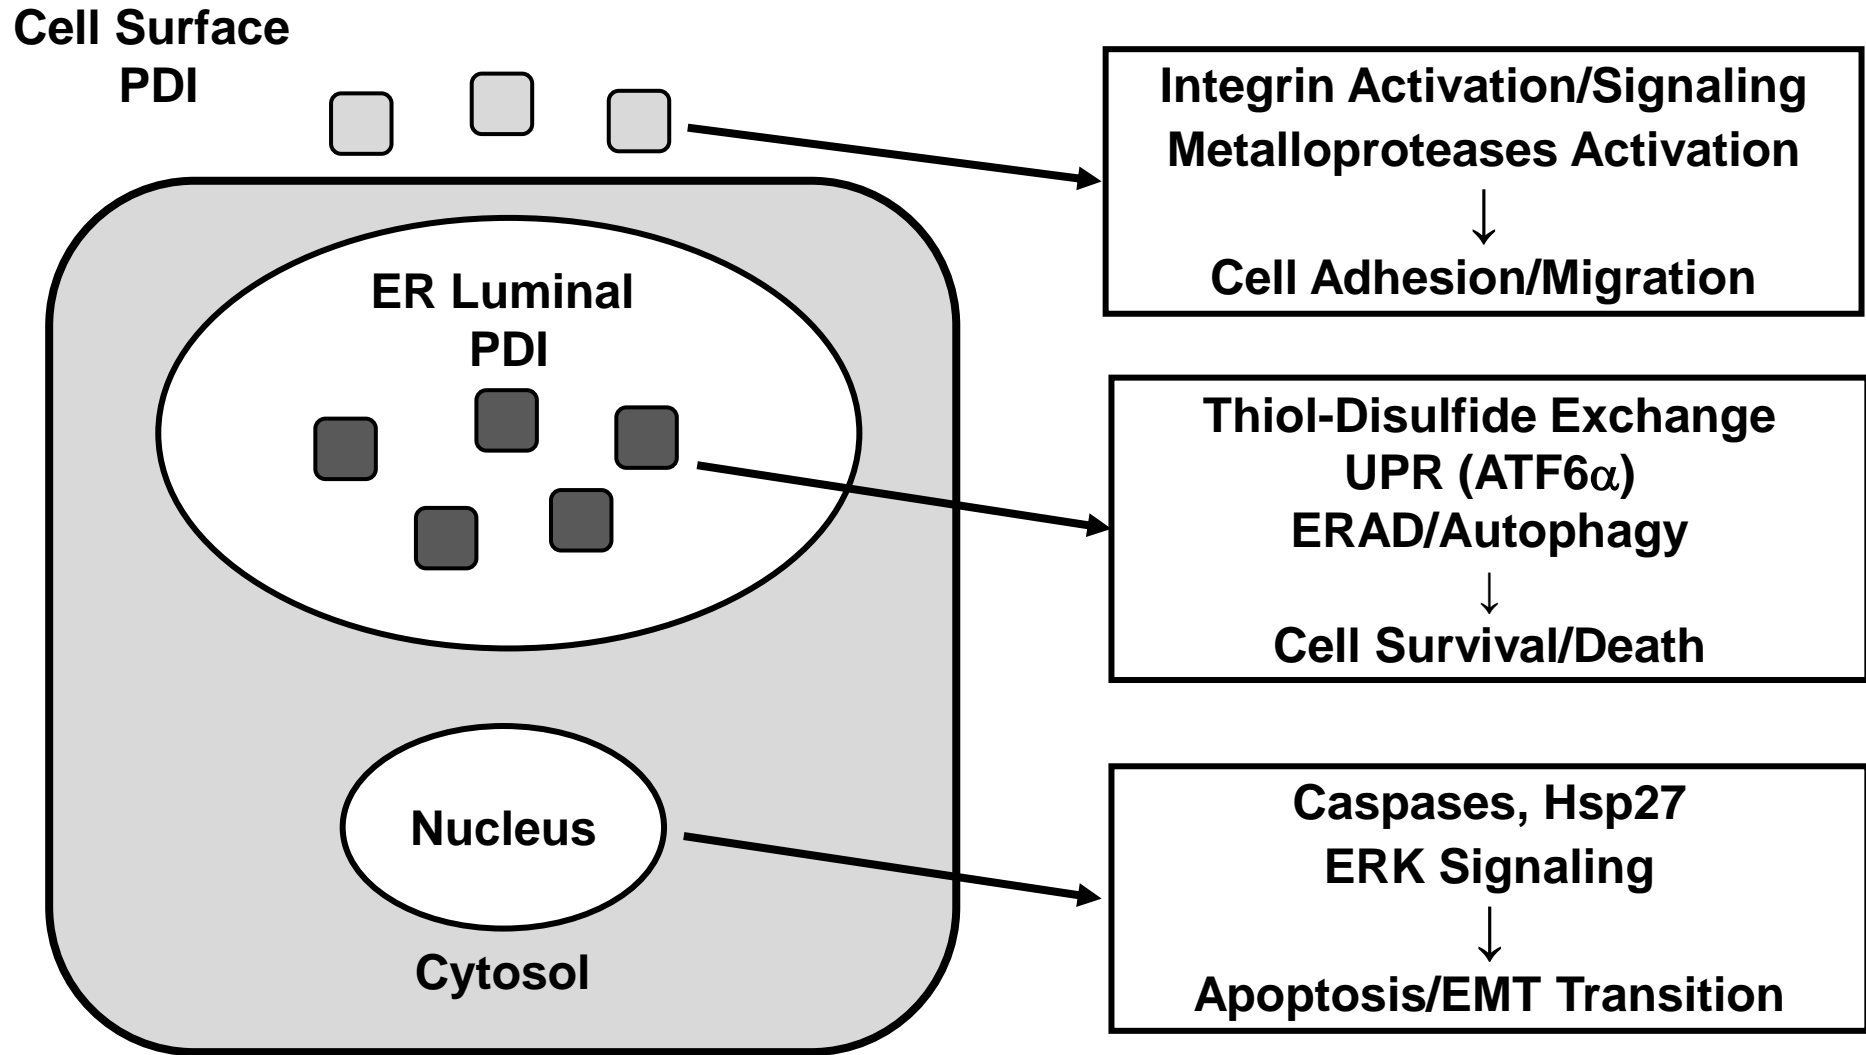 Cell Surface
PDI
Integrin Activation/Signaling
Metalloproteases Activation
↓
Cell Adhesion/Migration
ER Luminal
PDI
Thiol-Disulfide Exchange
UPR (ATF6α)
ERAD/Autophagy
↓
Cell Survival/Death
Nucleus
Cytosol
Caspases, Hsp27
ERK Signaling
↓
Apoptosis/EMT Transition